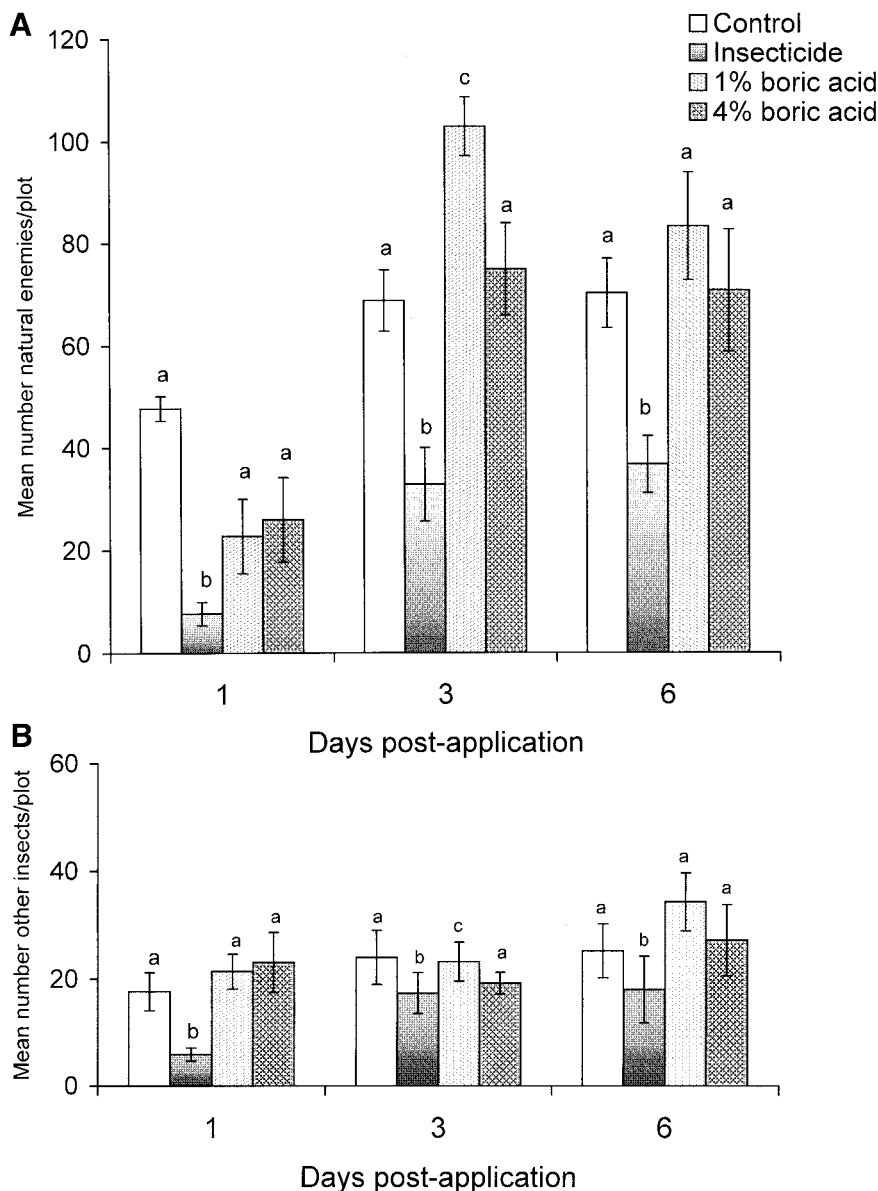 A
Control
Insecticide
1% boric acid
4% boric acid
Mean number natural enemies/plot
120
100
80
60
40
20
0
a
b
a
a
a
b
c
a
a
b
a
a
1
3
6
Days post-application
B
Mean number other insects/plot
60
40
20
0
a
b
a
a
a
b
c
a
a
b
a
a
1
3
6
Days post-application